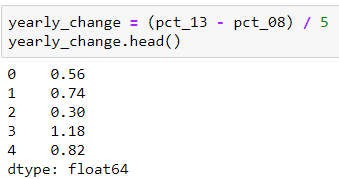 yearly_change = (pct_13 - pct_08) / 5
yearly_change.head()
0    0.56
1    0.74
2    0.30
3    1.18
4    0.82
dtype: float64